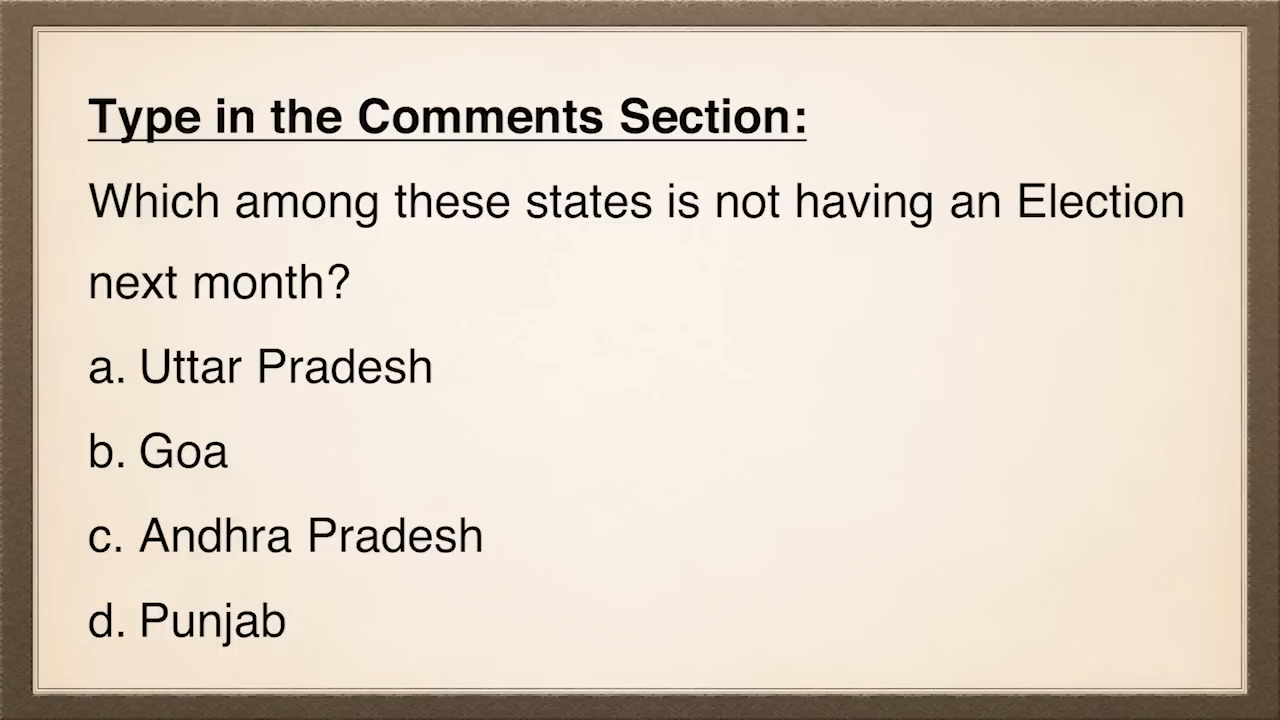 Type in the Comments Section:
Which among these states is not having an Election
next month?
a. Uttar Pradesh
b. Goa
c. Andhra Pradesh
d. Punjab